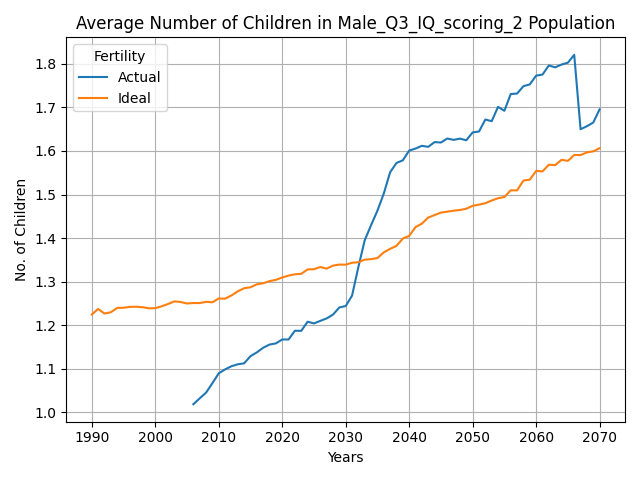 Average Number of Children in Male_Q3_IQ_scoring_2 Population
Fertility
Actual
Ideal
No. of Children
1.8
1.7
1.6
1.5
1.4
1.3
1.2
1.1
1.0
1990 2000 2010 2020 2030 2040 2050 2060 2070
Years